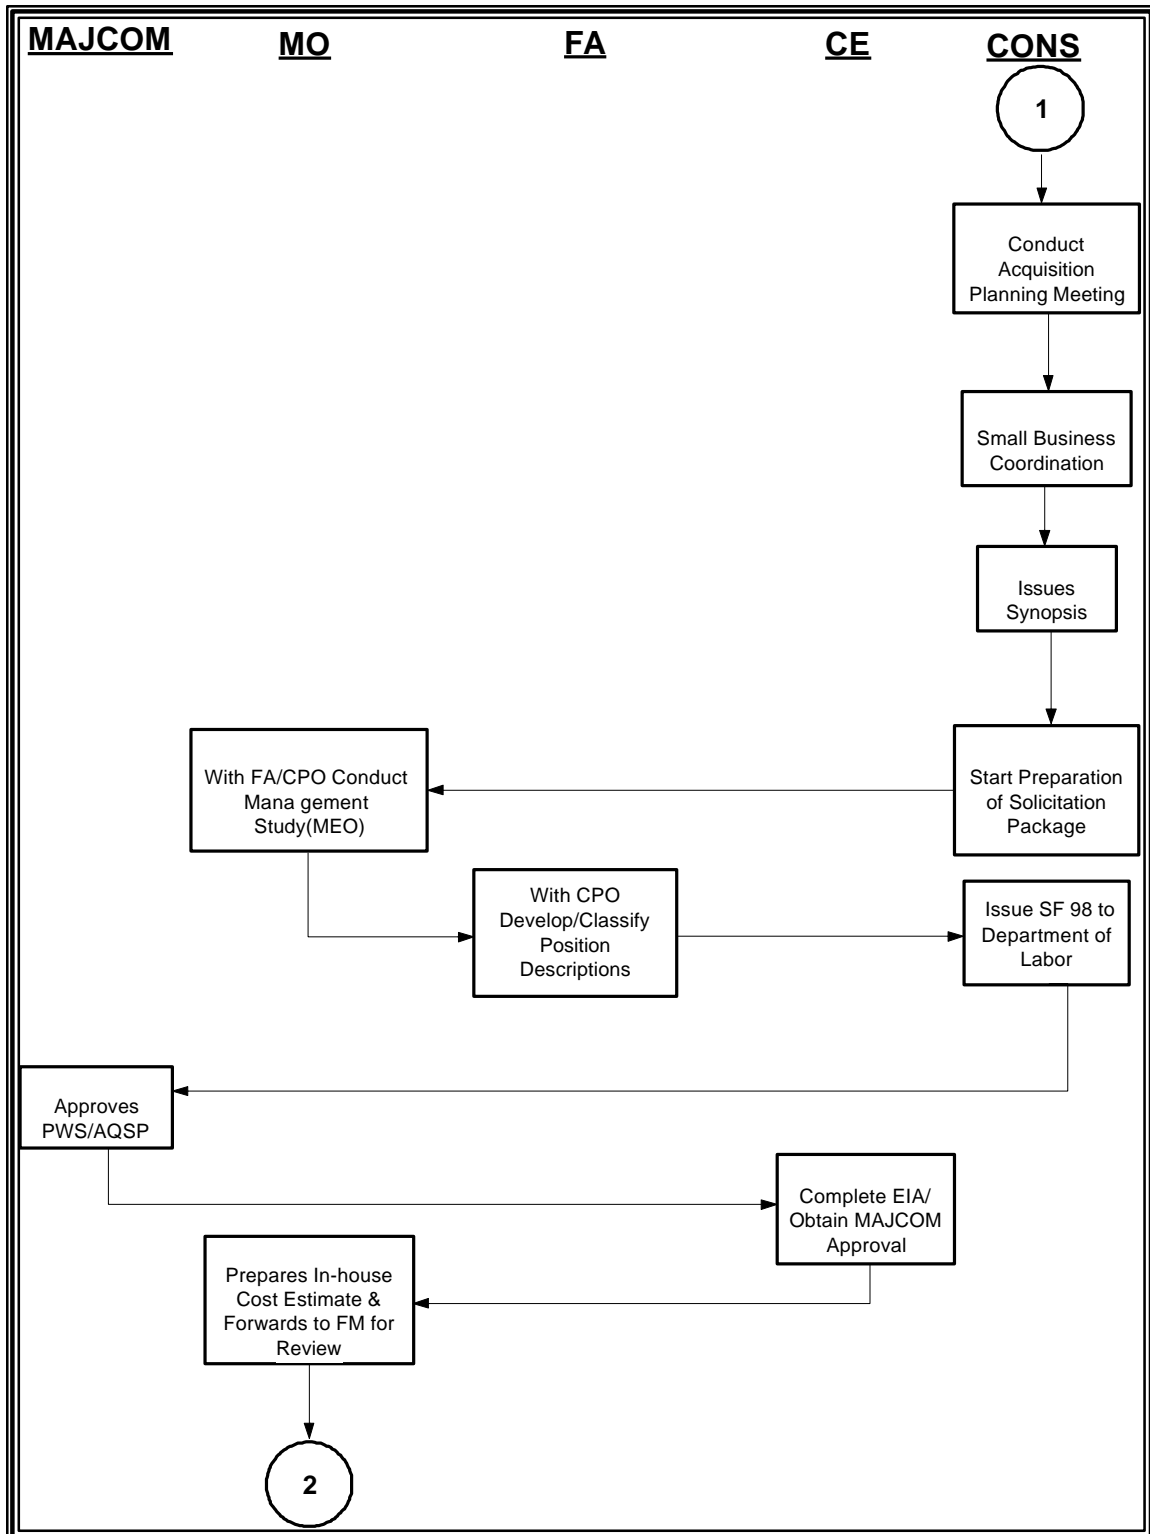 MAJCOM MO FA CE CONS
1
Conduct
Acquisition
Planning Meeting
Small Business
Coordination
Issues
Synopsis
With FA/CPO Conduct
Mana gement
Study(MEO)
Start Preparation
of Solicitation
Package
With CPO
Develop/Classify
Position
Descriptions
Issue SF 98 to
Department of
Labor
Approves
PWS/AQSP
Complete EIA/
Obtain MAJCOM
Approval
Prepares In-house
Cost Estimate &
Forwards to FM for
Review
2